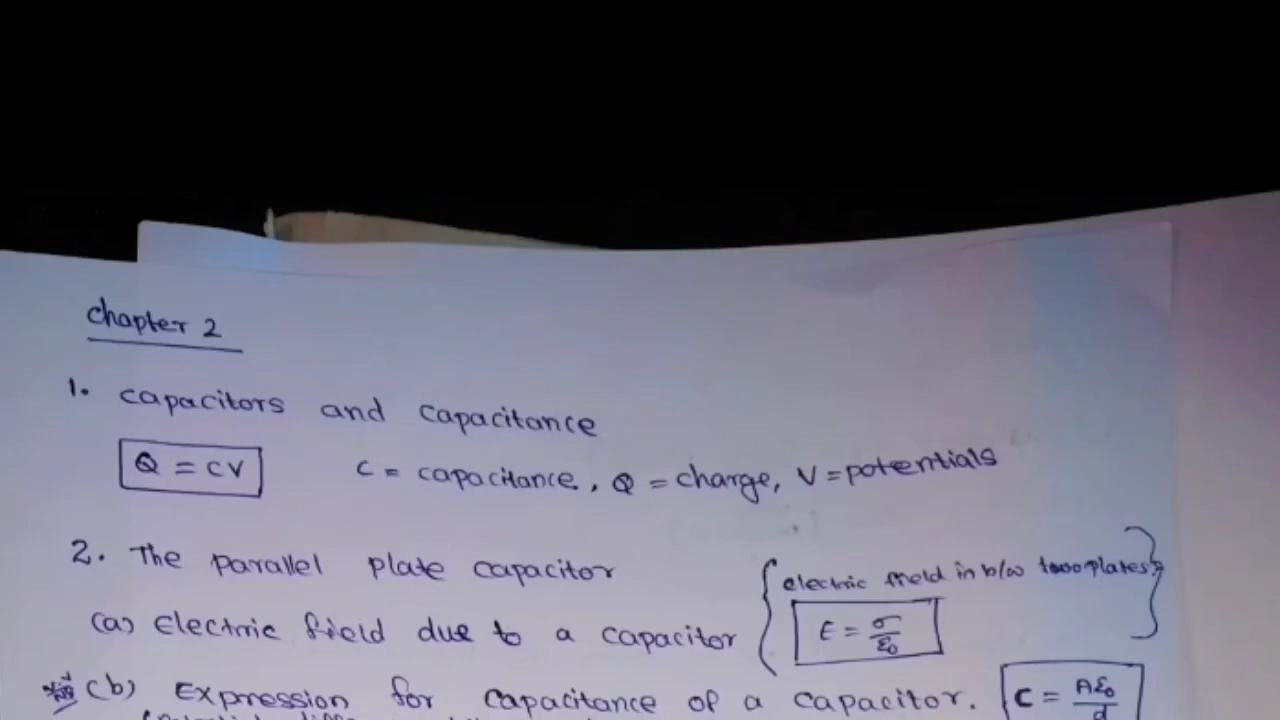 chapter 2
1. capacitors and capacitance
Q = CV C = capacitance, Q = charge, V = potentials
2. The parallel plate capacitor
{ electric field in b/w two plates }
(a) Electric field due to a capacitor E = σ/ε0
(b) Expression for capacitance of a capacitor. C = Aε0/d